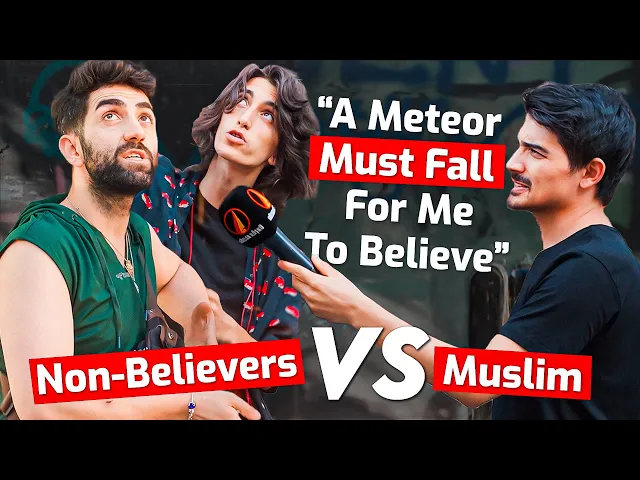 “A Meteor
Must Fall
For Me
To Believe”
Non-Believers VS Muslim